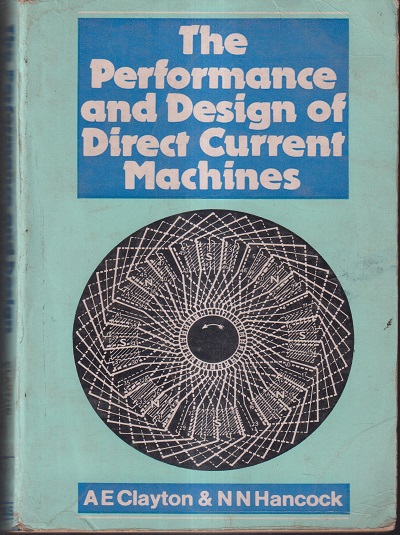 The
Performance
and Design of
Direct Current
Machines
A E Clayton & N N Hancock